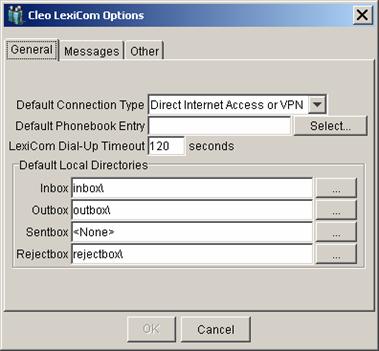 Cleo LexiCom Options
General Messages Other
Default Connection Type Direct Internet Access or VPN
Default Phonebook Entry Select...
LexiCom Dial-Up Timeout 120 seconds
Default Local Directories
Inbox inbox\ ...
Outbox outbox\ ...
Sentbox <None> ...
Rejectbox rejectbox\ ...
OK Cancel